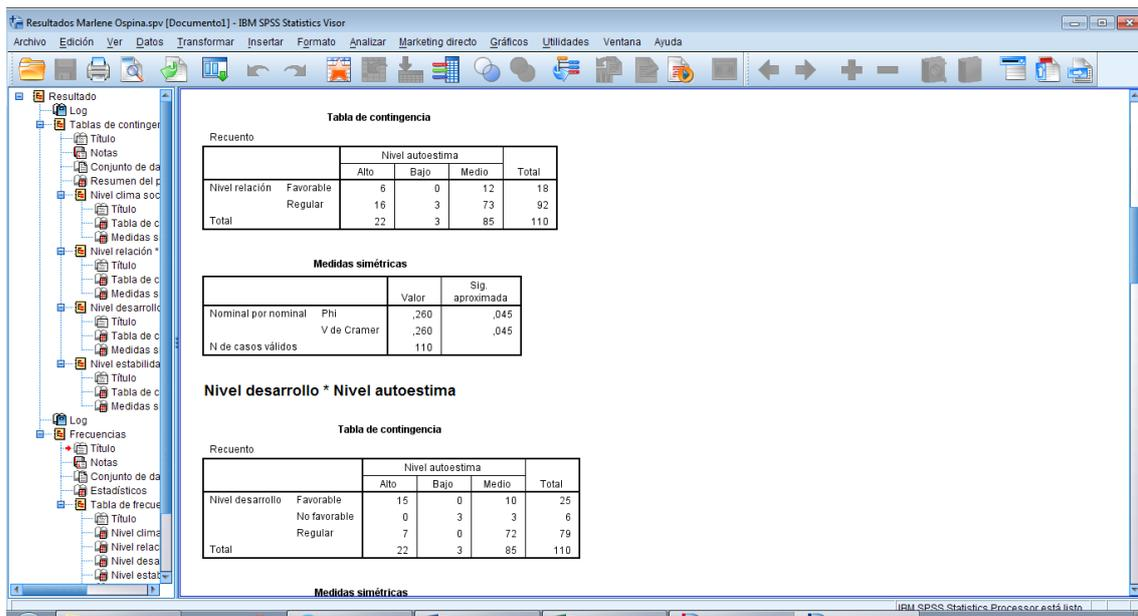 Resultados Marlene Ospina.spv [Documento1] - IBM SPSS Statistics Visor
Archivo Edición Ver Datos Transformar Insertar Formato Analizar Marketing directo Gráficos Utilidades Ventana Ayuda
Resultado
Log
Tablas de continger
Título
Notas
Conjunto de da
Resumen del p
Nivel clima soc
Título
Tabla de c
Medidas s
Nivel relación *
Título
Tabla de c
Medidas s
Nivel desarrollo
Título
Tabla de c
Medidas s
Nivel estabilida
Título
Tabla de c
Medidas s
Log
Frecuencias
Título
Notas
Conjunto de da
Estadísticos
Tabla de frecue
Título
Nivel clima
Nivel relac
Nivel desa
Nivel estab
Tabla de contingencia
Recuento
Nivel autoestima
Alto Bajo Medio Total
Nivel relación Favorable 6 0 12 18
Regular 16 3 73 92
Total 22 3 85 110
Medidas simétricas
Valor Sig. aproximada
Nominal por nominal Phi ,260 ,045
V de Cramer ,260 ,045
N de casos válidos 110
Nivel desarrollo * Nivel autoestima
Tabla de contingencia
Recuento
Nivel autoestima
Alto Bajo Medio Total
Nivel desarrollo Favorable 15 0 10 25
No favorable 0 3 3 6
Regular 7 0 72 79
Total 22 3 85 110
Medidas simétricas
IBM SPSS Statistics Processor está listo